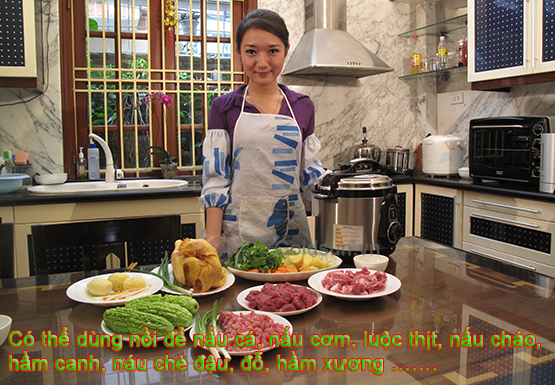 Có thể dùng nồi để nấu cá, nấu cơm, luộc thịt, nấu cháo,
hầm canh, náu chè đậu, đỗ, hầm xương .......